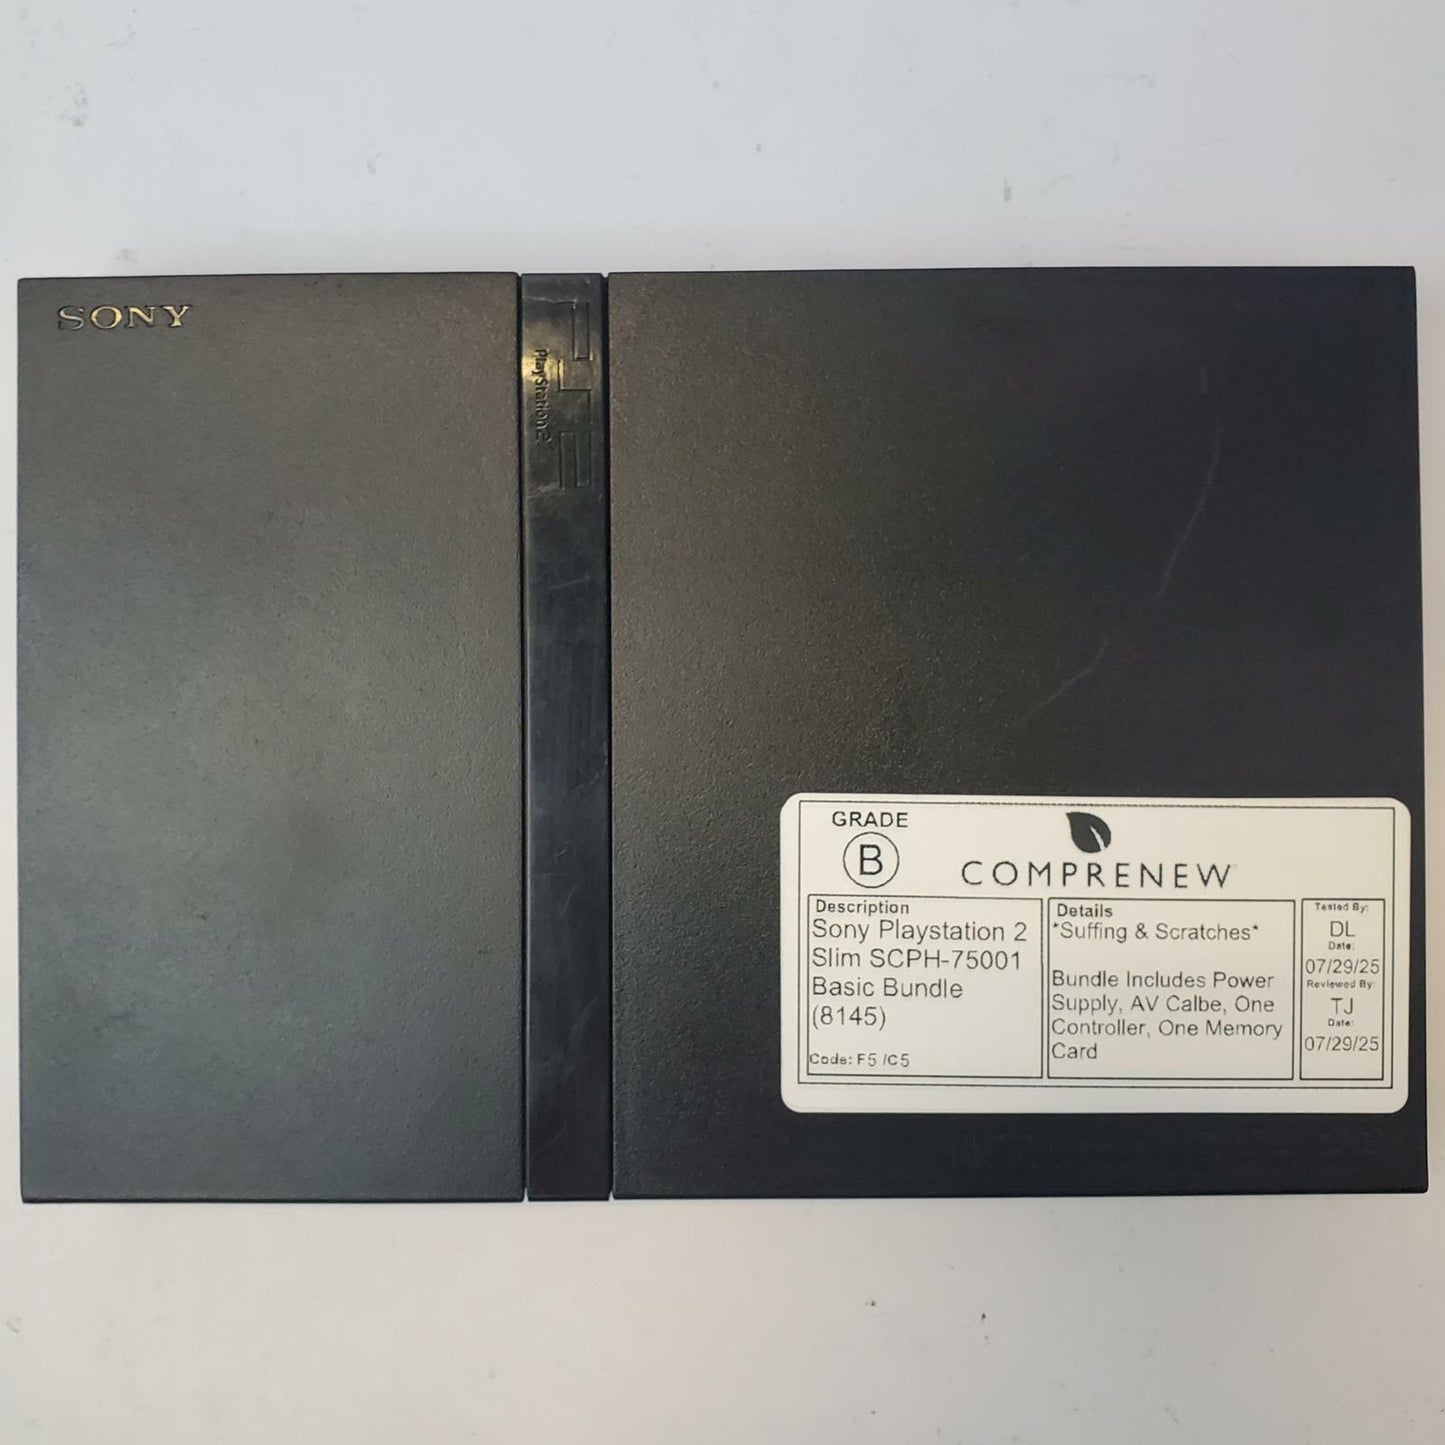 SONY
PlayStation2
GRADE
B
COMPRENEW
Description
Sony Playstation 2
Slim SCPH-75001
Basic Bundle
(8145)
Code: F5 /C5
Details
*Suffing & Scratches*
Bundle Includes Power
Supply, AV Calbe, One
Controller, One Memory
Card
Tested By:
DL
Date:
07/29/25
Reviewed By:
TJ
Date:
07/29/25